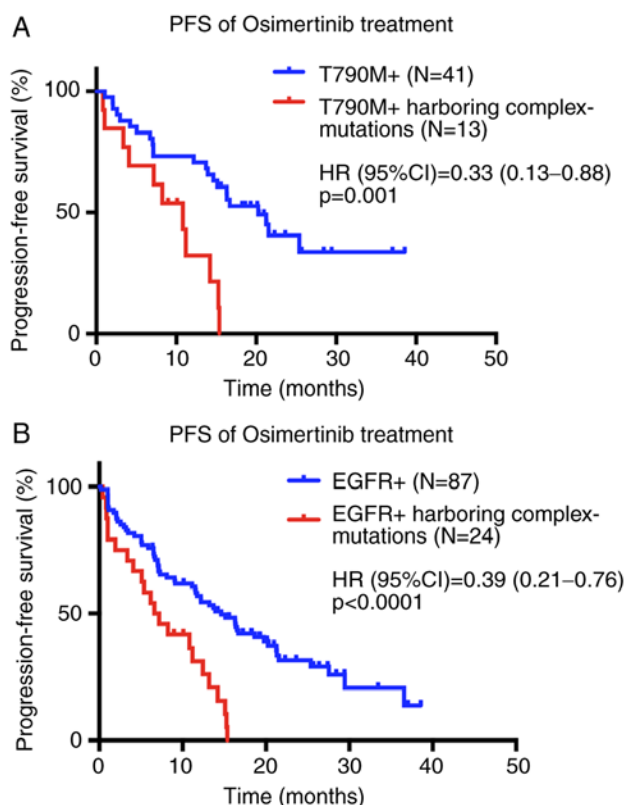 A
PFS of Osimertinib treatment
Progression-free survival (%)
100
50
0
T790M+ (N=41)
T790M+ harboring complex-
mutations (N=13)
HR (95%CI)=0.33 (0.13–0.88)
p=0.001
0 10 20 30 40 50
Time (months)
B
PFS of Osimertinib treatment
Progression-free survival (%)
100
50
0
EGFR+ (N=87)
EGFR+ harboring complex-
mutations (N=24)
HR (95%CI)=0.39 (0.21–0.76)
p<0.0001
0 10 20 30 40 50
Time (months)